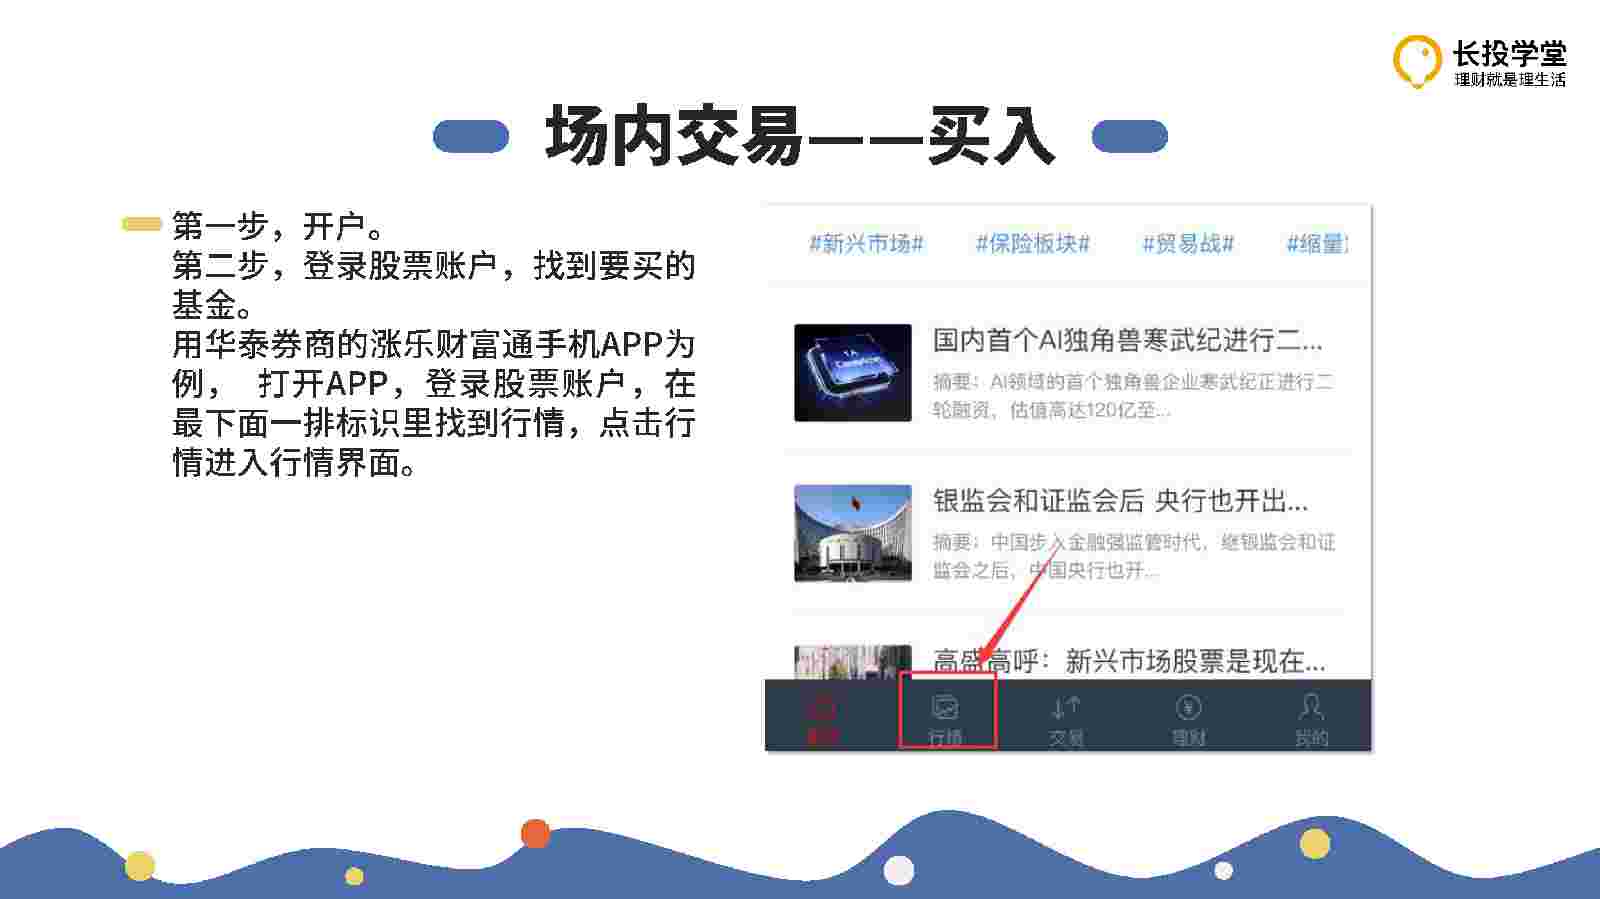 长投学堂
理财就是理生活
场内交易——买入
第一步，开户。
第二步，登录股票账户，找到要买的
基金。
用华泰券商的涨乐财富通手机APP为
例， 打开APP，登录股票账户，在
最下面一排标识里找到行情，点击行
情进入行情界面。
#新兴市场# #保险板块# #贸易战# #缩量
国内首个AI独角兽寒武纪进行二...
摘要：AI领域的首个独角兽企业寒武纪正进行二
轮融资，估值高达120亿至...
银监会和证监会后 央行也开出...
摘要：中国步入金融强监管时代，继银监会和证
监会之后，中国央行也开...
高盛高呼：新兴市场股票是现在...
行情 交易 理财 我的